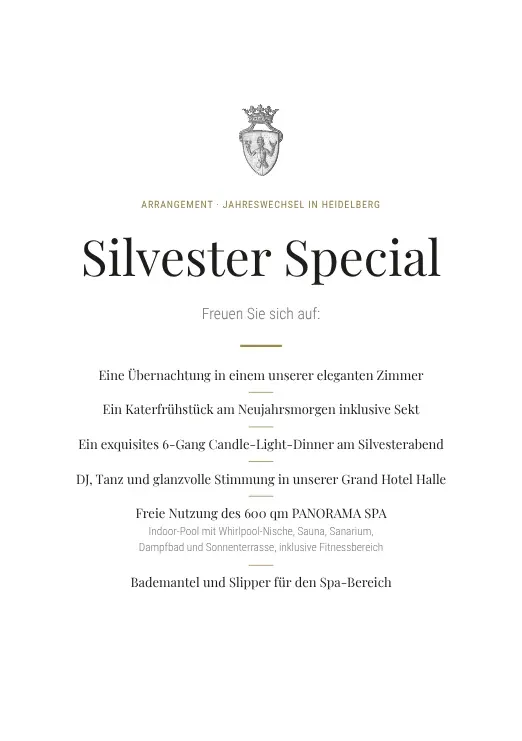 ARRANGEMENT · JAHRESWECHSEL IN HEIDELBERG
Silvester Special
Freuen Sie sich auf:
Eine Übernachtung in einem unserer eleganten Zimmer
Ein Katerfrühstück am Neujahrsmorgen inklusive Sekt
Ein exquisites 6-Gang Candle-Light-Dinner am Silvesterabend
DJ, Tanz und glanzvolle Stimmung in unserer Grand Hotel Halle
Freie Nutzung des 600 qm PANORAMA SPA
Indoor-Pool mit Whirlpool-Nische, Sauna, Sanarium,
Dampfbad und Sonnenterrasse, inklusive Fitnessbereich
Bademantel und Slipper für den Spa-Bereich